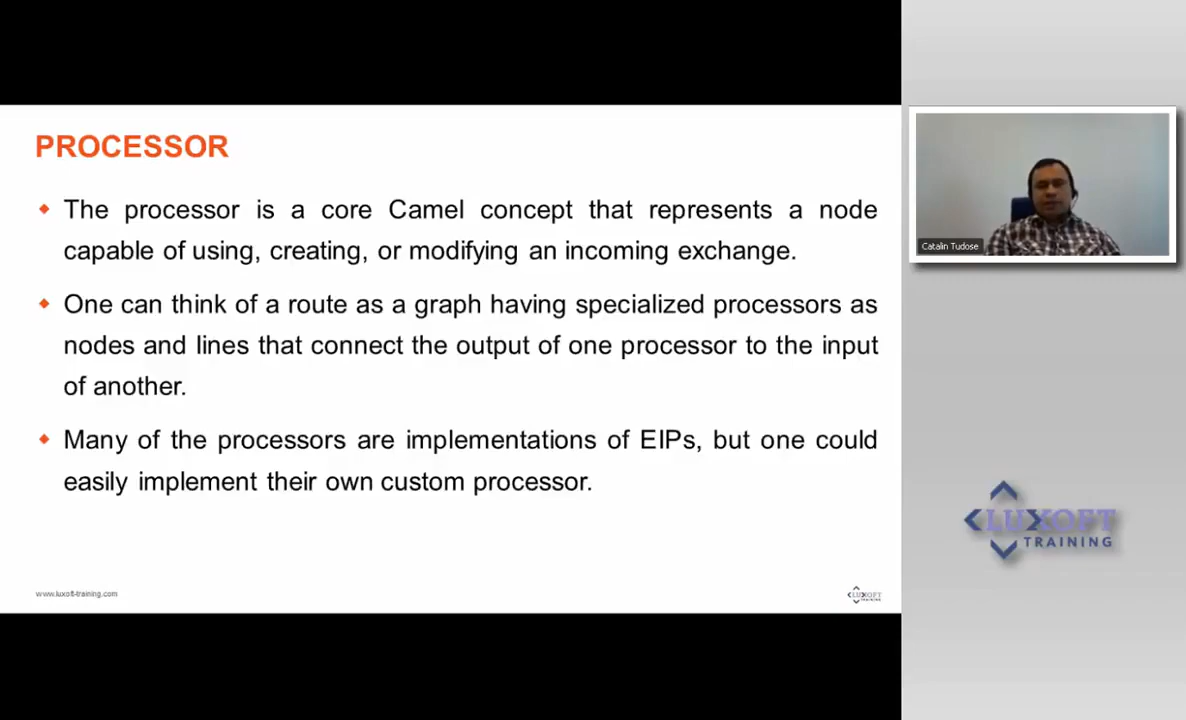 PROCESSOR
The processor is a core Camel concept that represents a node
capable of using, creating, or modifying an incoming exchange.
One can think of a route as a graph having specialized processors as
nodes and lines that connect the output of one processor to the input
of another.
Many of the processors are implementations of EIPs, but one could
easily implement their own custom processor.
www.luxoft-training.com
LUXOFT
TRAINING
Catalin Tudose
LUXOFT
TRAINING